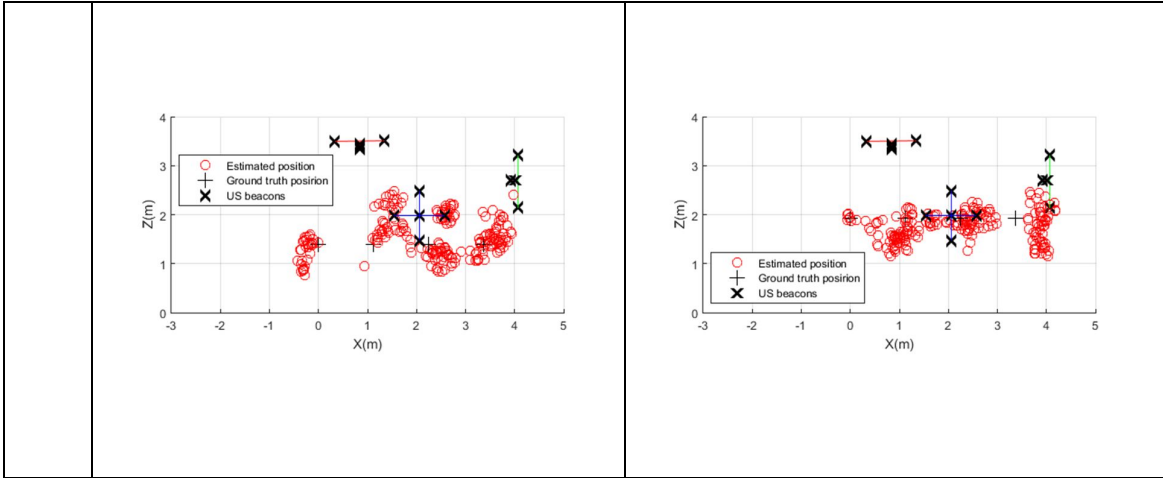 4
3
2
1
0
Z(m)
Estimated position
Ground truth posirion
US beacons
-3 -2 -1 0 1 2 3 4 5
X(m)
4
3
2
1
0
Z(m)
Estimated position
Ground truth posirion
US beacons
-3 -2 -1 0 1 2 3 4 5
X(m)